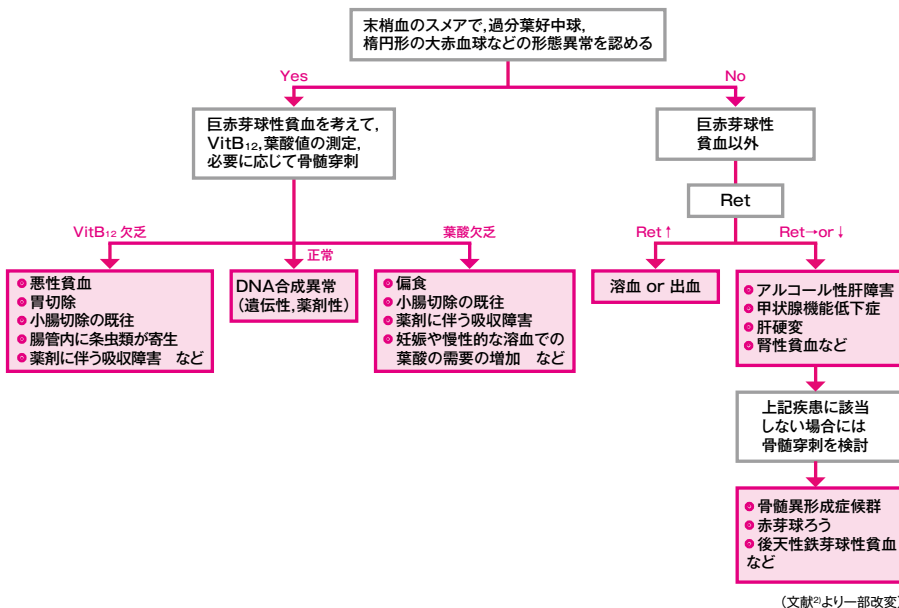 末梢血のスメアで,過分葉好中球,
楕円形の大赤血球などの形態異常を認める
Yes
No
巨赤芽球性貧血を考えて,
VitB₁₂,葉酸値の測定,
必要に応じて骨髄穿刺
巨赤芽球性
貧血以外
Ret
VitB₁₂ 欠乏
正常
葉酸欠乏
Ret↑
Ret→or ↓
悪性貧血
胃切除
小腸切除の既往
腸管内に条虫類が寄生
薬剤に伴う吸収障害 など
DNA合成異常
(遺伝性,薬剤性)
偏食
小腸切除の既往
薬剤に伴う吸収障害
妊娠や慢性的な溶血での
葉酸の需要の増加 など
溶血 or 出血
アルコール性肝障害
甲状腺機能低下症
肝硬変
腎性貧血など
上記疾患に該当
しない場合には
骨髄穿刺を検討
骨髄異形成症候群
赤芽球ろう
後天性鉄芽球性貧血
など
(文献²⁾より一部改変)